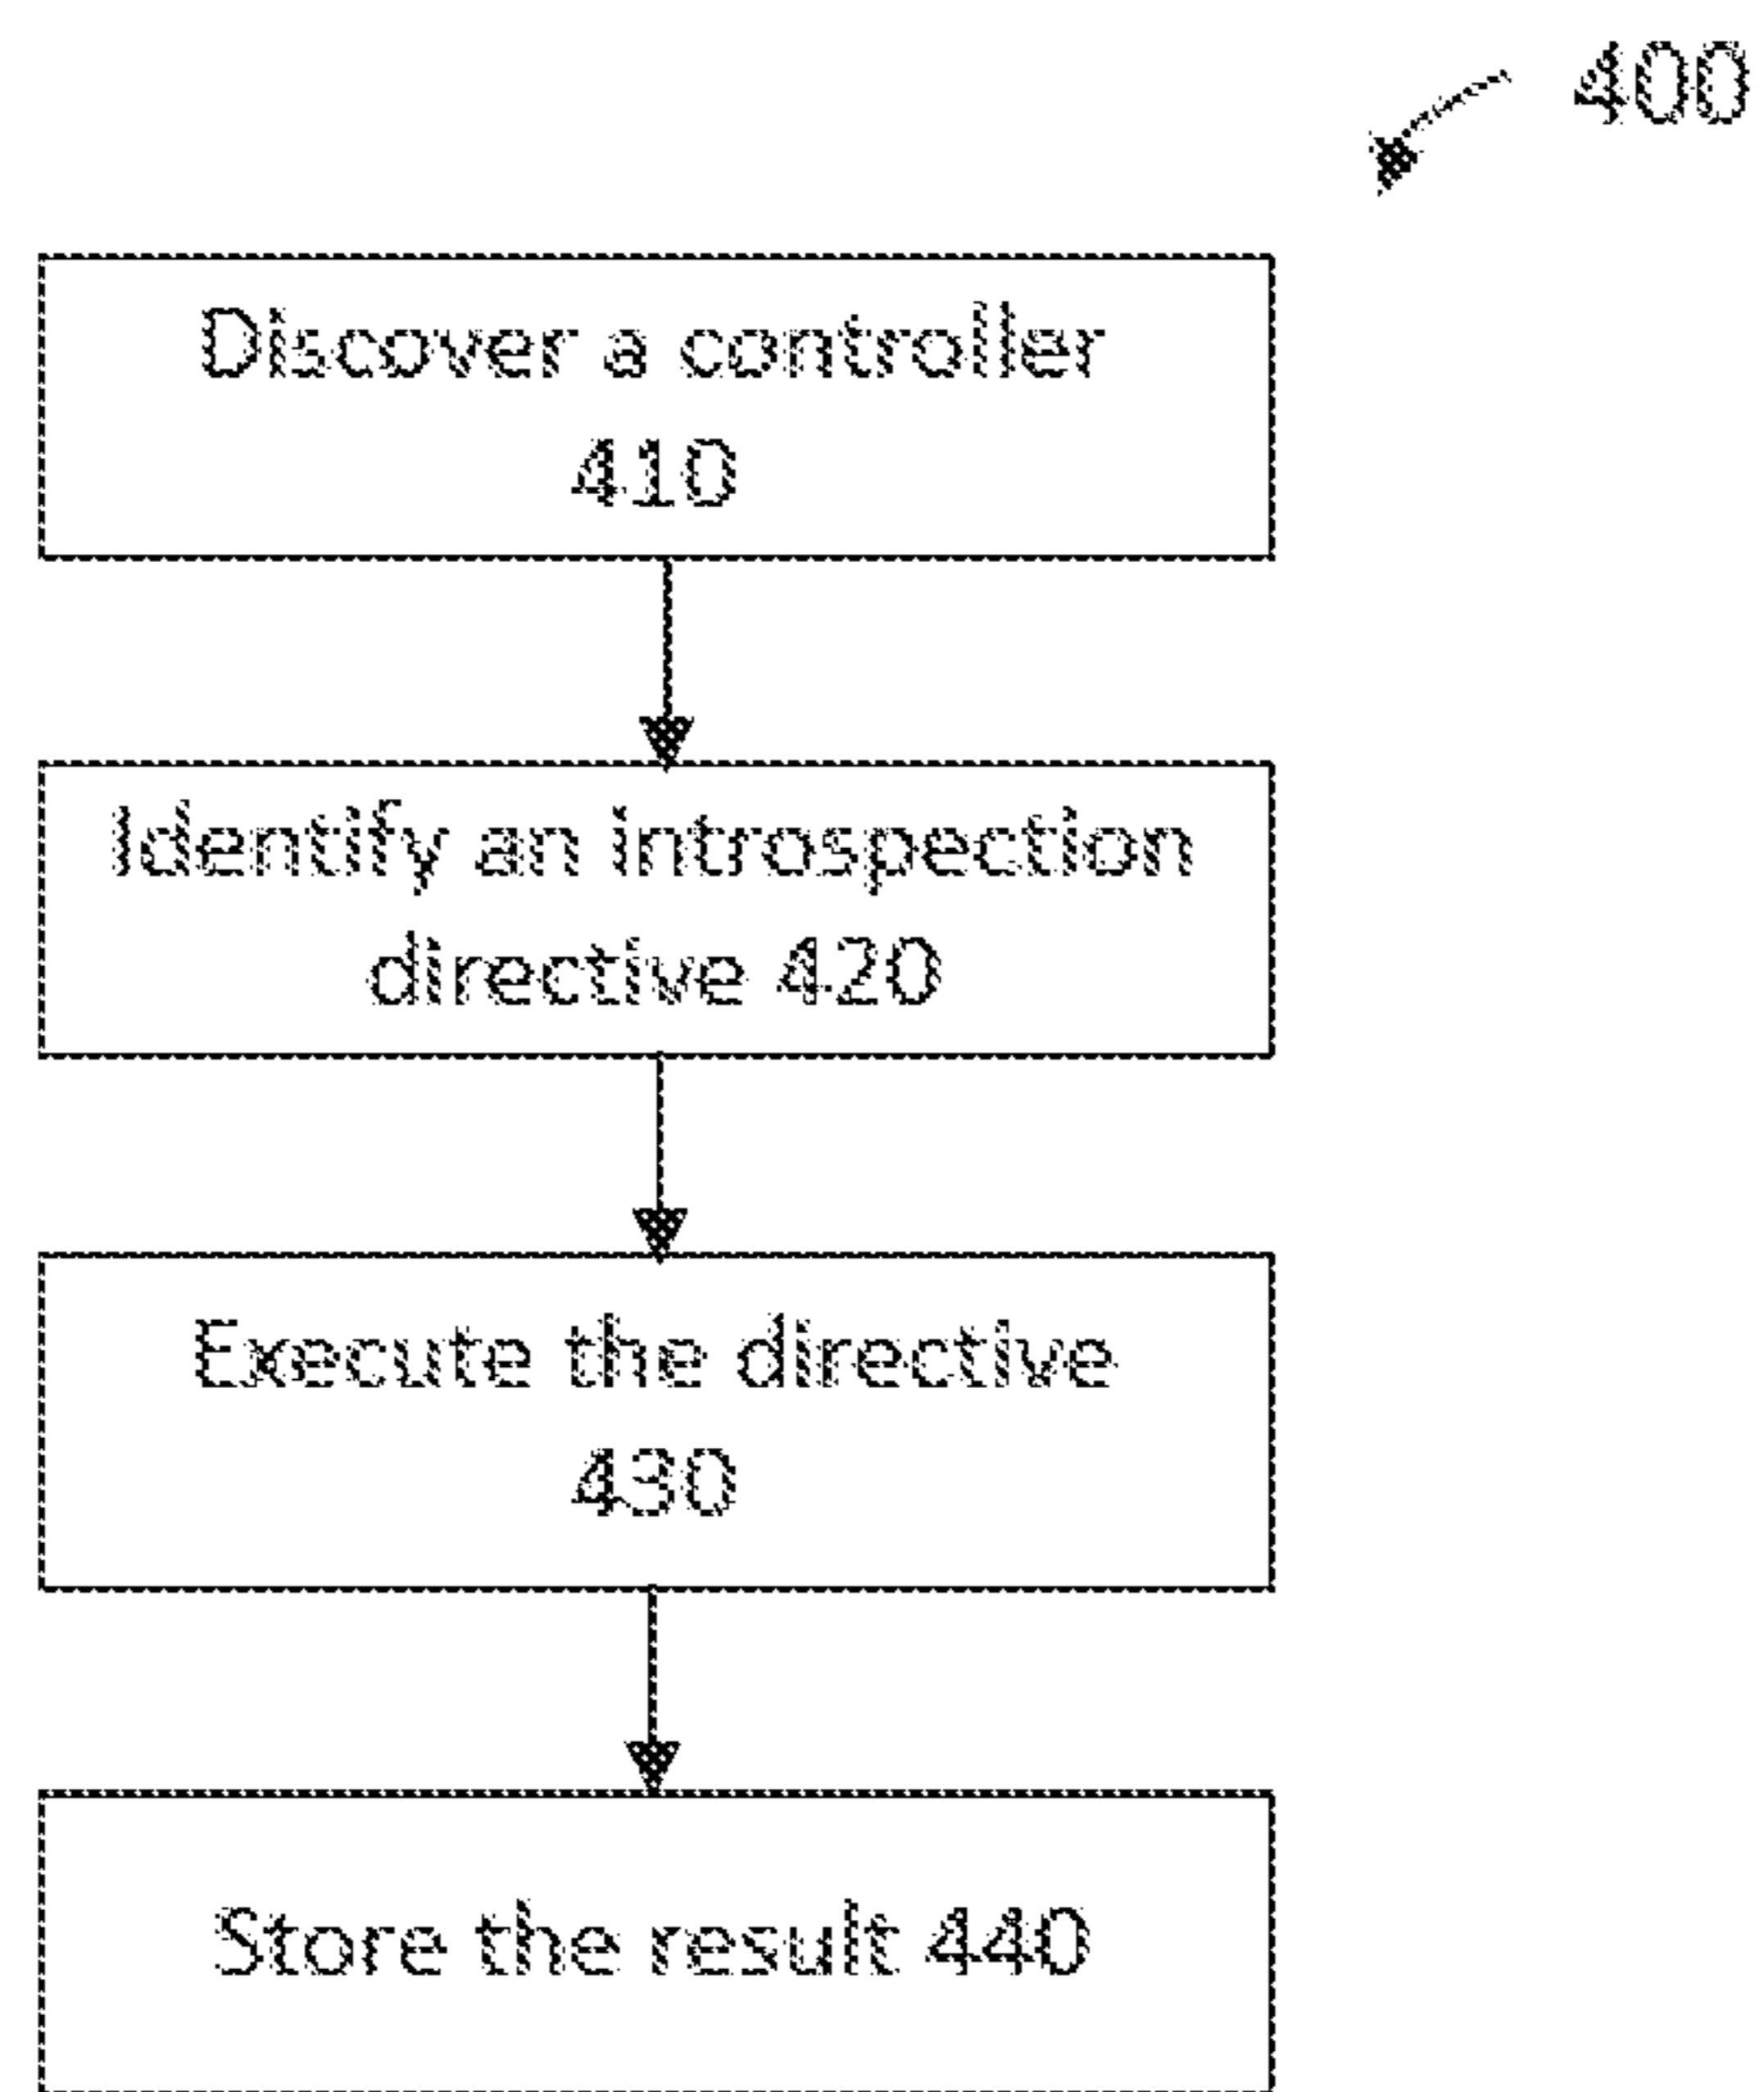 400
Discover a controller
410
Identify an introspection
directive 420
Execute the directive
430
Store the result 440